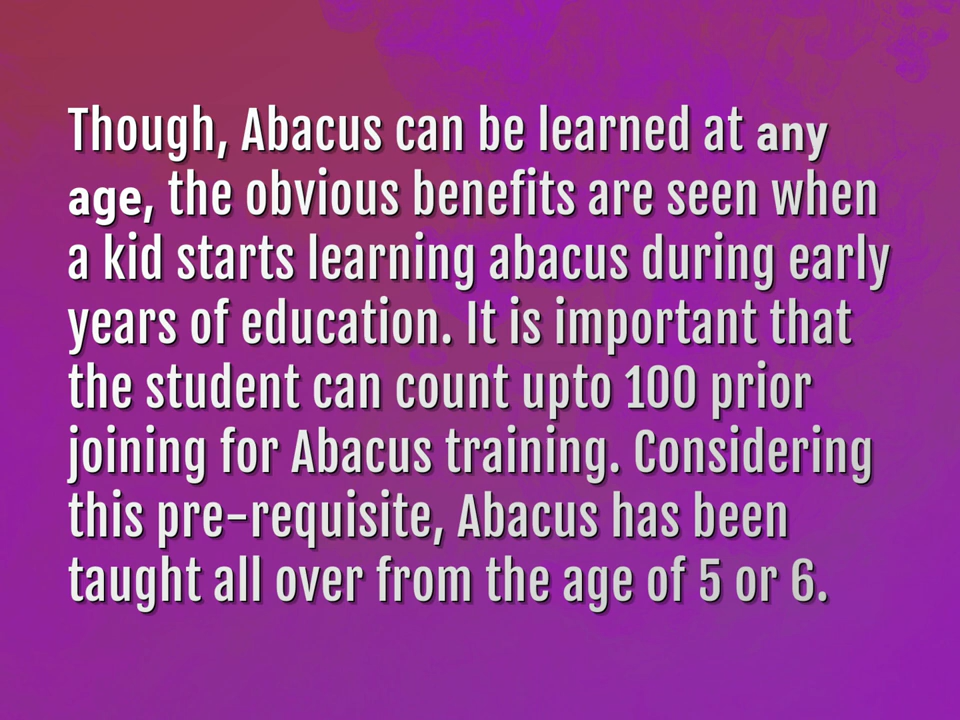 Though, Abacus can be learned at any
age, the obvious benefits are seen when
a kid starts learning abacus during early
years of education. It is important that
the student can count upto 100 prior
joining for Abacus training. Considering
this pre-requisite, Abacus has been
taught all over from the age of 5 or 6.